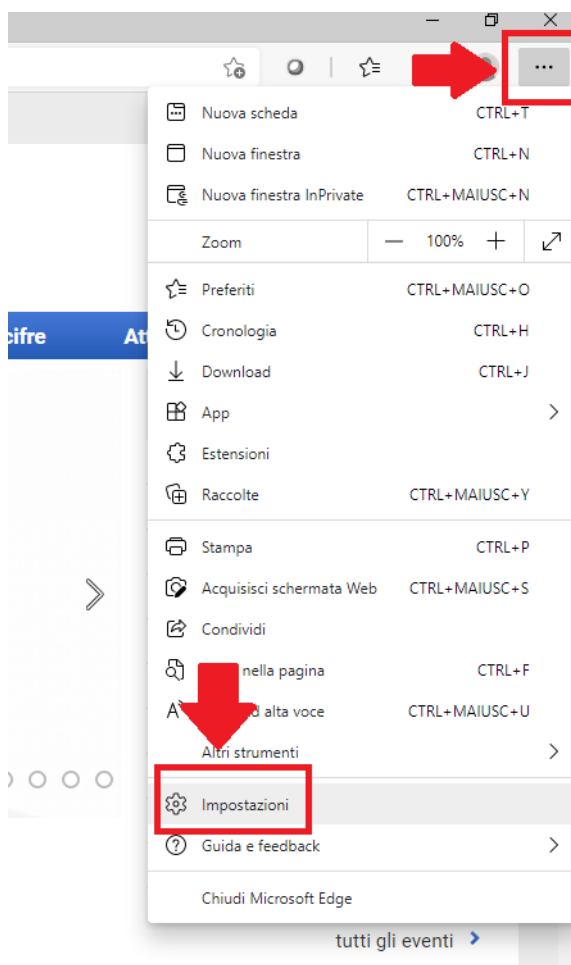 Nuova scheda CTRL+T
Nuova finestra CTRL+N
Nuova finestra InPrivate CTRL+MAIUSC+N
Zoom 100%
Preferiti CTRL+MAIUSC+O
cifre
Cronologia CTRL+H
Download CTRL+J
App
Estensioni
Raccolte CTRL+MAIUSC+Y
Stampa CTRL+P
Acquisisci schermata Web CTRL+MAIUSC+S
Condividi
nella pagina CTRL+F
alta voce CTRL+MAIUSC+U
Altri strumenti
Impostazioni
Guida e feedback
Chiudi Microsoft Edge
tutti gli eventi